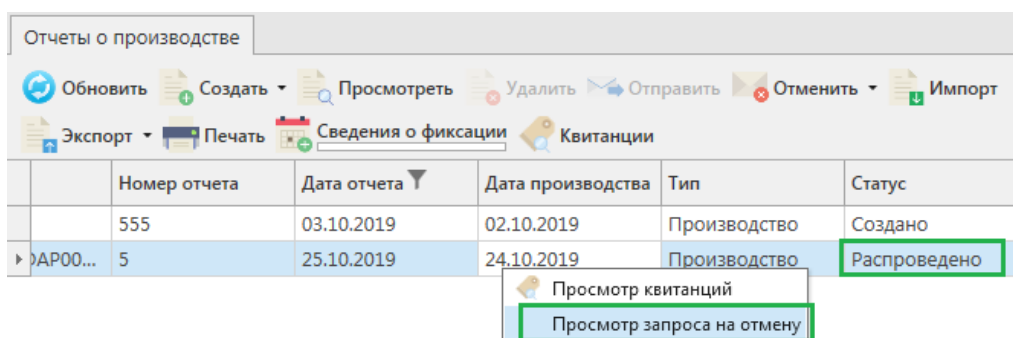 Отчеты о производстве
Обновить Создать Просмотреть Удалить Отправить Отменить Импорт
Экспорт Печать Сведения о фиксации Квитанции
Номер отчета Дата отчета Дата производства Тип Статус
555 03.10.2019 02.10.2019 Производство Создано
DAP00... 5 25.10.2019 24.10.2019 Производство Распроведено
Просмотр квитанций
Просмотр запроса на отмену